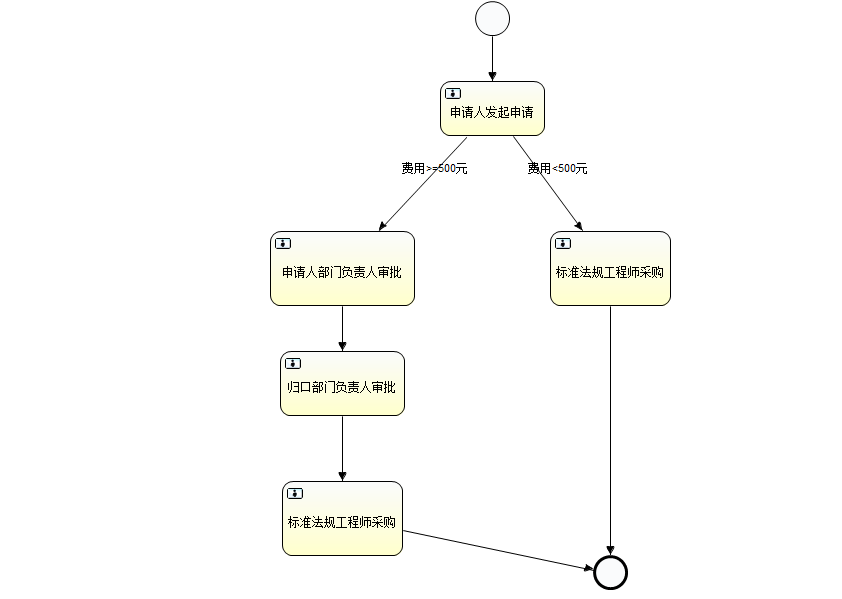 申请人发起申请
费用>=500元
费用<500元
申请人部门负责人审批
标准法规工程师采购
归口部门负责人审批
标准法规工程师采购